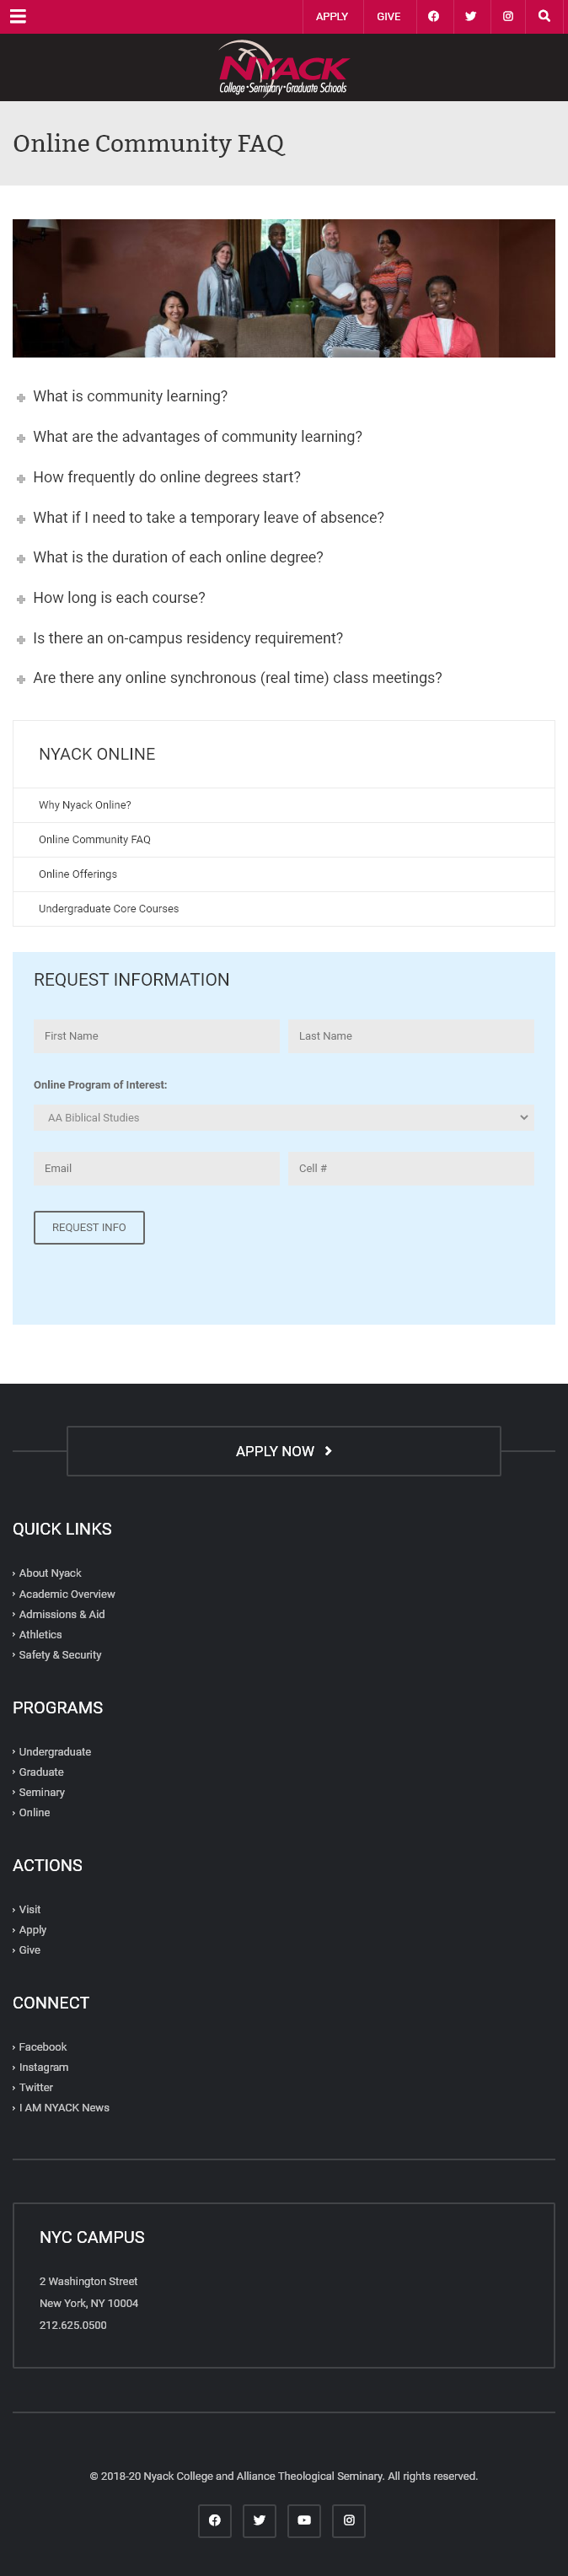 APPLY
GIVE
NYACK
College • Seminary • Graduate Schools
Online Community FAQ
What is community learning?
What are the advantages of community learning?
How frequently do online degrees start?
What if I need to take a temporary leave of absence?
What is the duration of each online degree?
How long is each course?
Is there an on-campus residency requirement?
Are there any online synchronous (real time) class meetings?
NYACK ONLINE
Why Nyack Online?
Online Community FAQ
Online Offerings
Undergraduate Core Courses
REQUEST INFORMATION
First Name
Last Name
Online Program of Interest:
AA Biblical Studies
Email
Cell #
REQUEST INFO
APPLY NOW
QUICK LINKS
About Nyack
Academic Overview
Admissions & Aid
Athletics
Safety & Security
PROGRAMS
Undergraduate
Graduate
Seminary
Online
ACTIONS
Visit
Apply
Give
CONNECT
Facebook
Instagram
Twitter
I AM NYACK News
NYC CAMPUS
2 Washington Street
New York, NY 10004
212.625.0500
© 2018-20 Nyack College and Alliance Theological Seminary. All rights reserved.